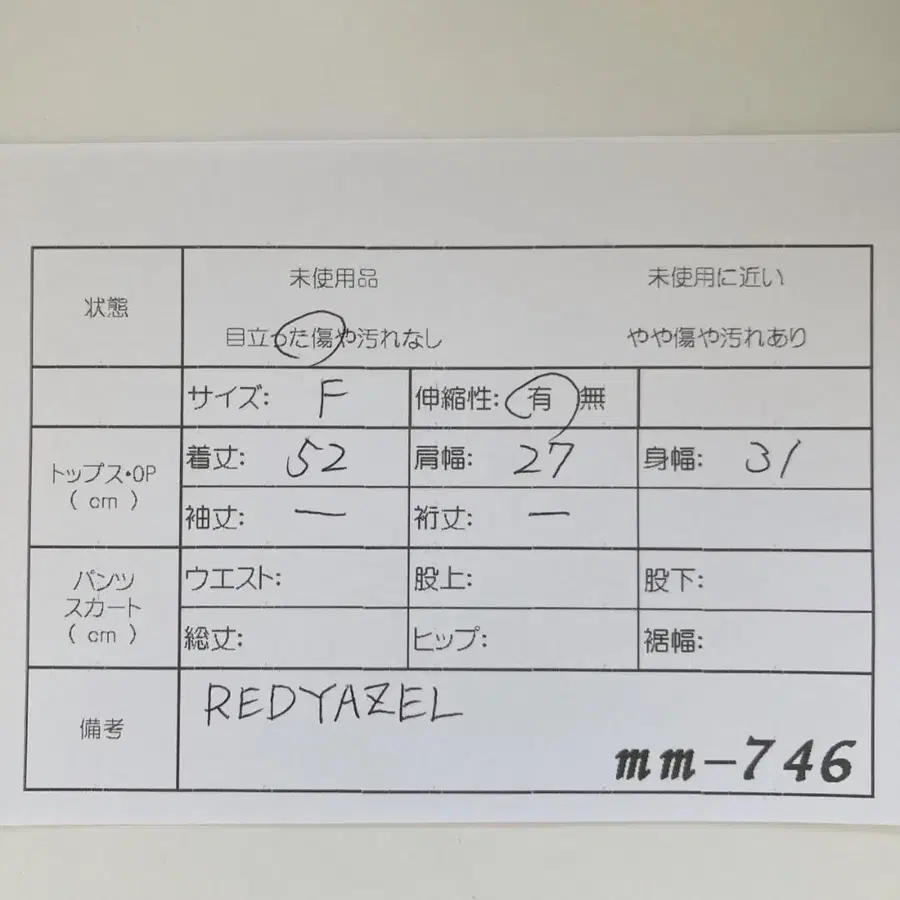 状態
未使用品 未使用に近い
目立った傷や汚れなし やや傷や汚れあり
サイズ: F 伸縮性: 有 無
トップス・OP
( cm )
着丈: 52 肩幅: 27 身幅: 31
袖丈: ー 裄丈: ー
パンツ
スカート
( cm )
ウエスト: 股上: 股下:
総丈: ヒップ: 裾幅:
備考
REDYAZEL
mm-746